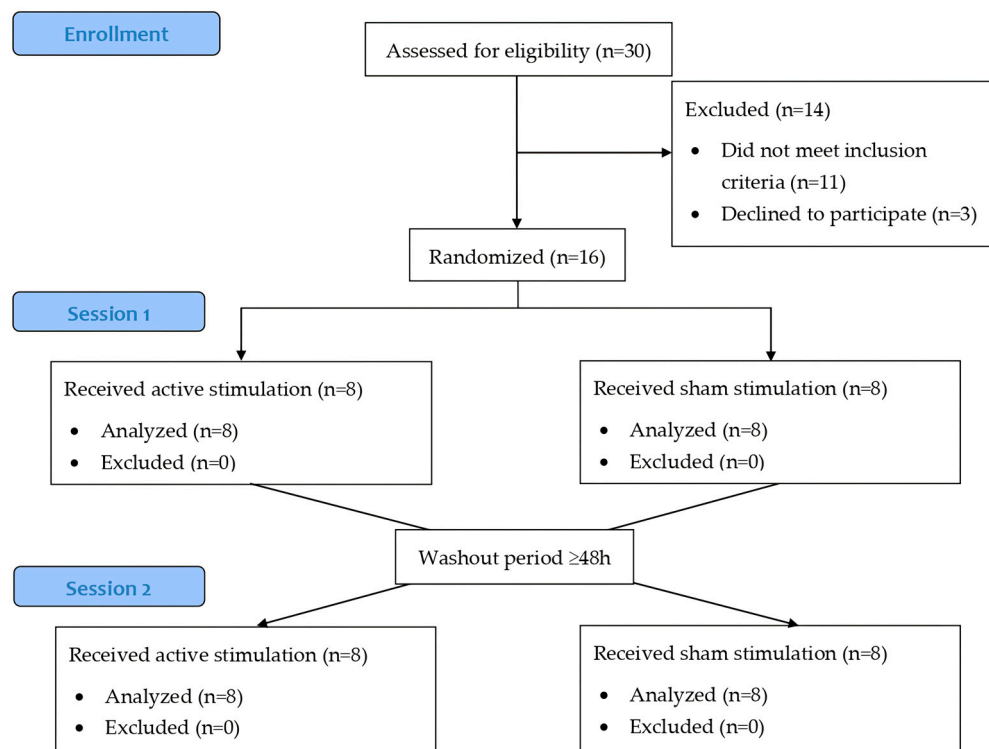 Enrollment
Assessed for eligibility (n=30)
Excluded (n=14)
• Did not meet inclusion
criteria (n=11)
• Declined to participate (n=3)
Randomized (n=16)
Session 1
Received active stimulation (n=8)
• Analyzed (n=8)
• Excluded (n=0)
Received sham stimulation (n=8)
• Analyzed (n=8)
• Excluded (n=0)
Washout period ≥48h
Session 2
Received active stimulation (n=8)
• Analyzed (n=8)
• Excluded (n=0)
Received sham stimulation (n=8)
• Analyzed (n=8)
• Excluded (n=0)